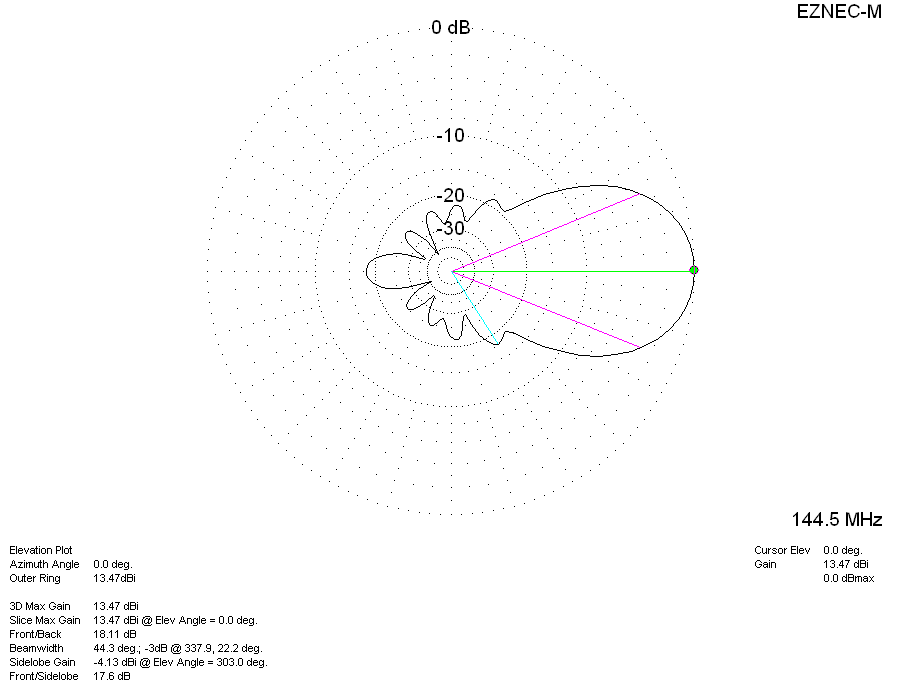 EZNEC-M
0 dB
-10
-20
-30
144.5 MHz
Elevation Plot
Azimuth Angle 0.0 deg.
Outer Ring 13.47dBi
3D Max Gain 13.47 dBi
Slice Max Gain 13.47 dBi @ Elev Angle = 0.0 deg.
Front/Back 18.11 dB
Beamwidth 44.3 deg.; -3dB @ 337.9, 22.2 deg.
Sidelobe Gain -4.13 dBi @ Elev Angle = 303.0 deg.
Front/Sidelobe 17.6 dB
Cursor Elev 0.0 deg.
Gain 13.47 dBi
0.0 dBmax